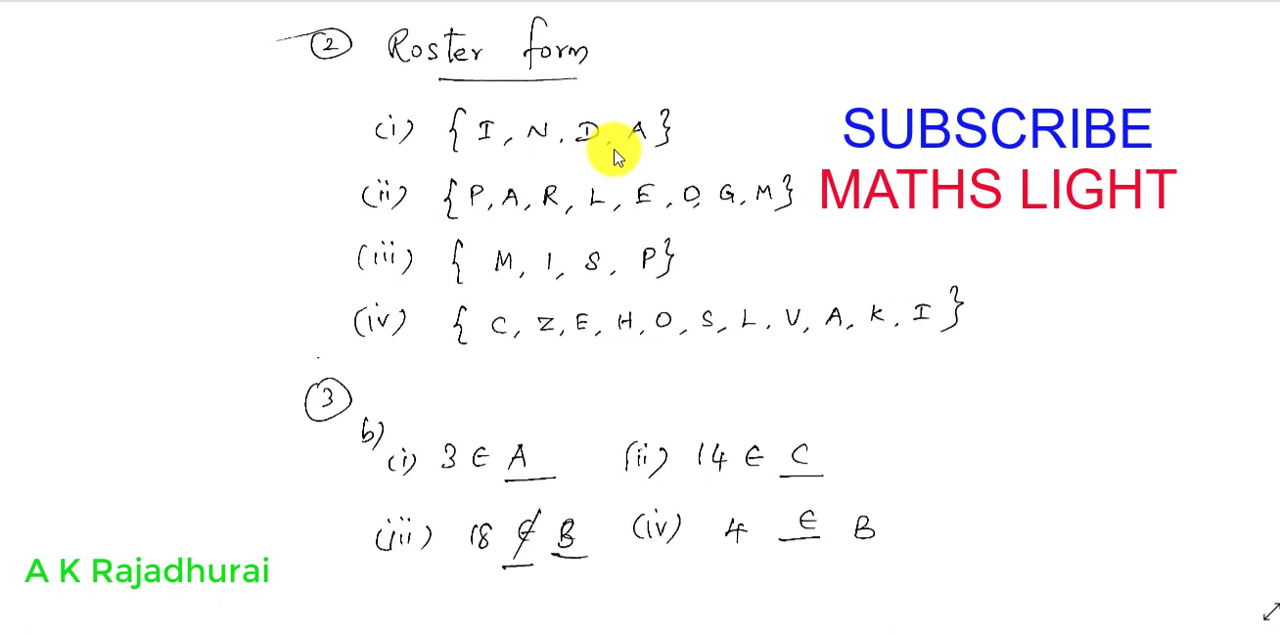 ② Roster form
(i) { I, N, D, A }
SUBSCRIBE
(ii) { P, A, R, L, E, O, G, M }
MATHS LIGHT
(iii) { M, I, S, P }
(iv) { C, Z, E, H, O, S, L, V, A, K, I }
③
b)
(i) 3 ∈ A (ii) 14 ∈ C
(iii) 18 ∉ B (iv) 4 ∈ B
A K Rajadhurai